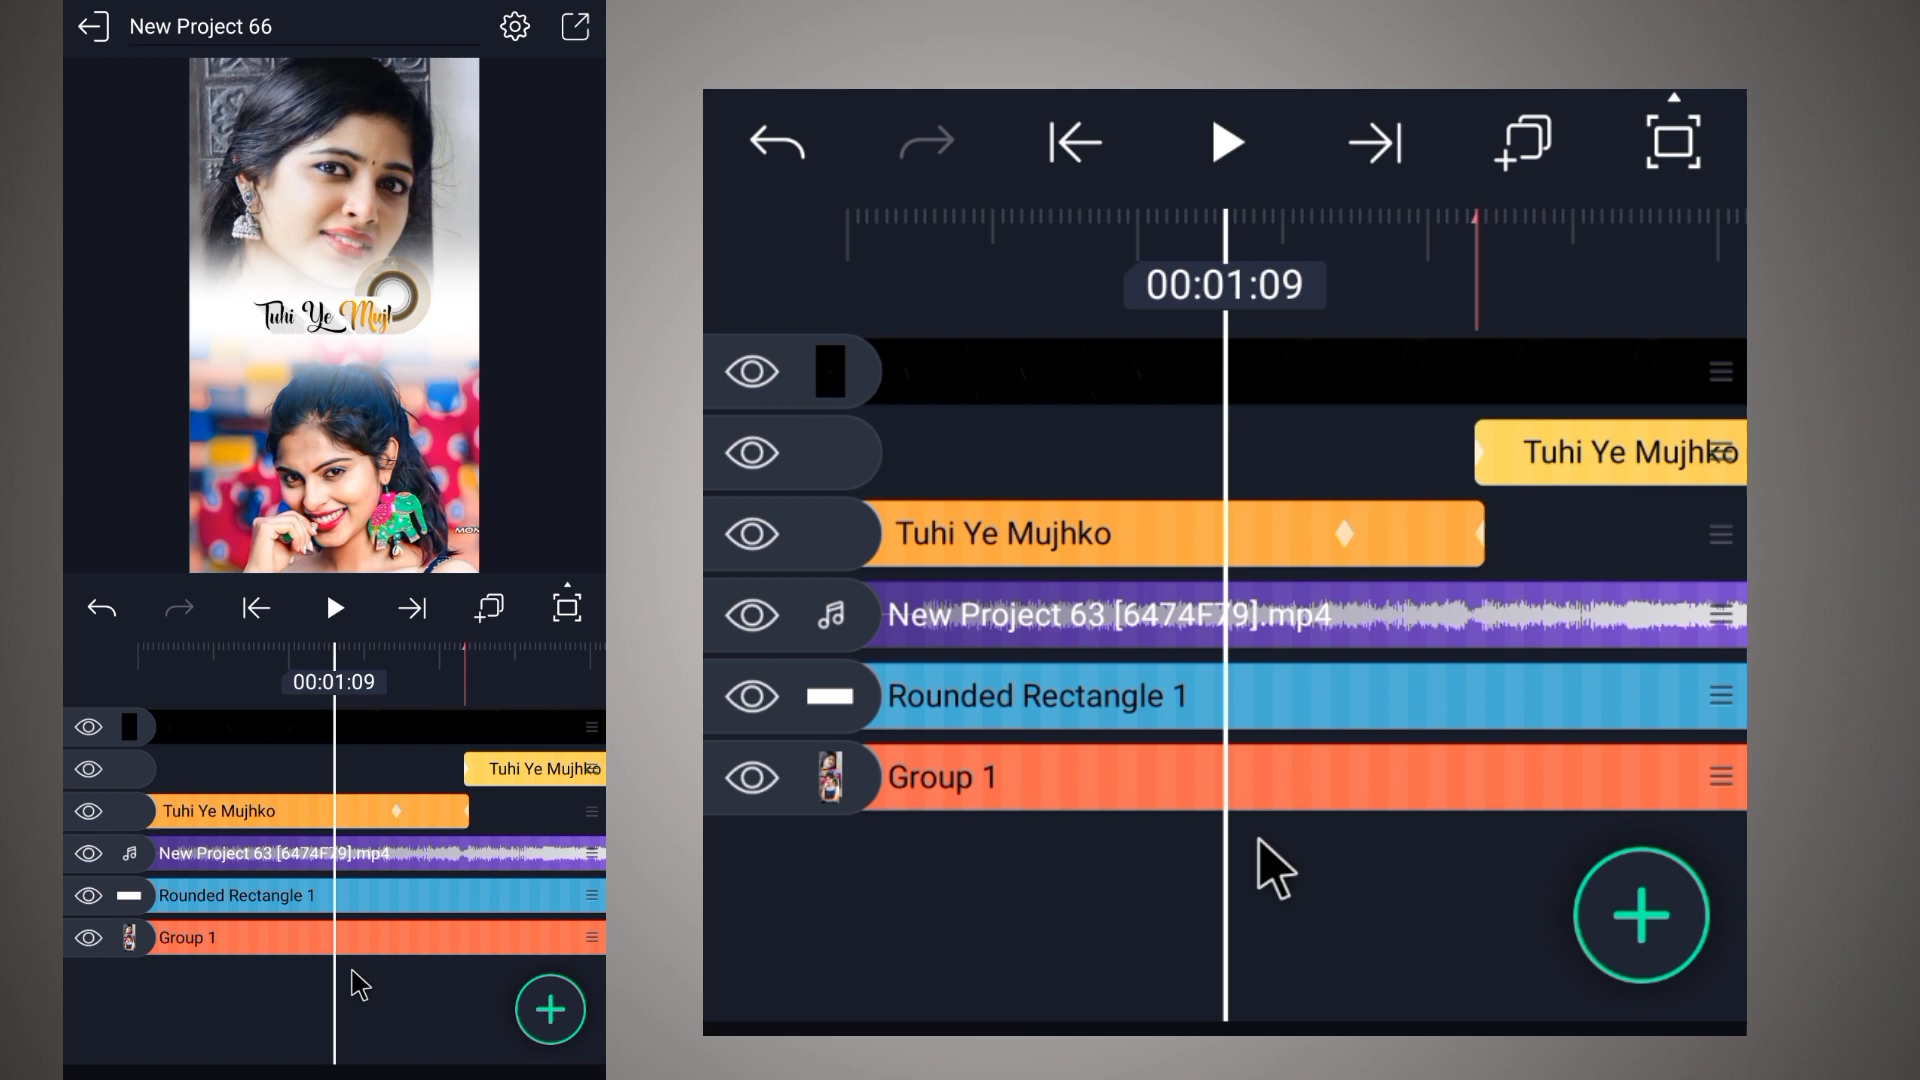 New Project 66
Tuhi Ye Muj
MON
00:01:09
Tuhi Ye Mujhko
Tuhi Ye Mujhko
New Project 63 [6474F79].mp4
Rounded Rectangle 1
Group 1
00:01:09
Tuhi Ye Mujhko
Tuhi Ye Mujhko
New Project 63 [6474F79].mp4
Rounded Rectangle 1
Group 1